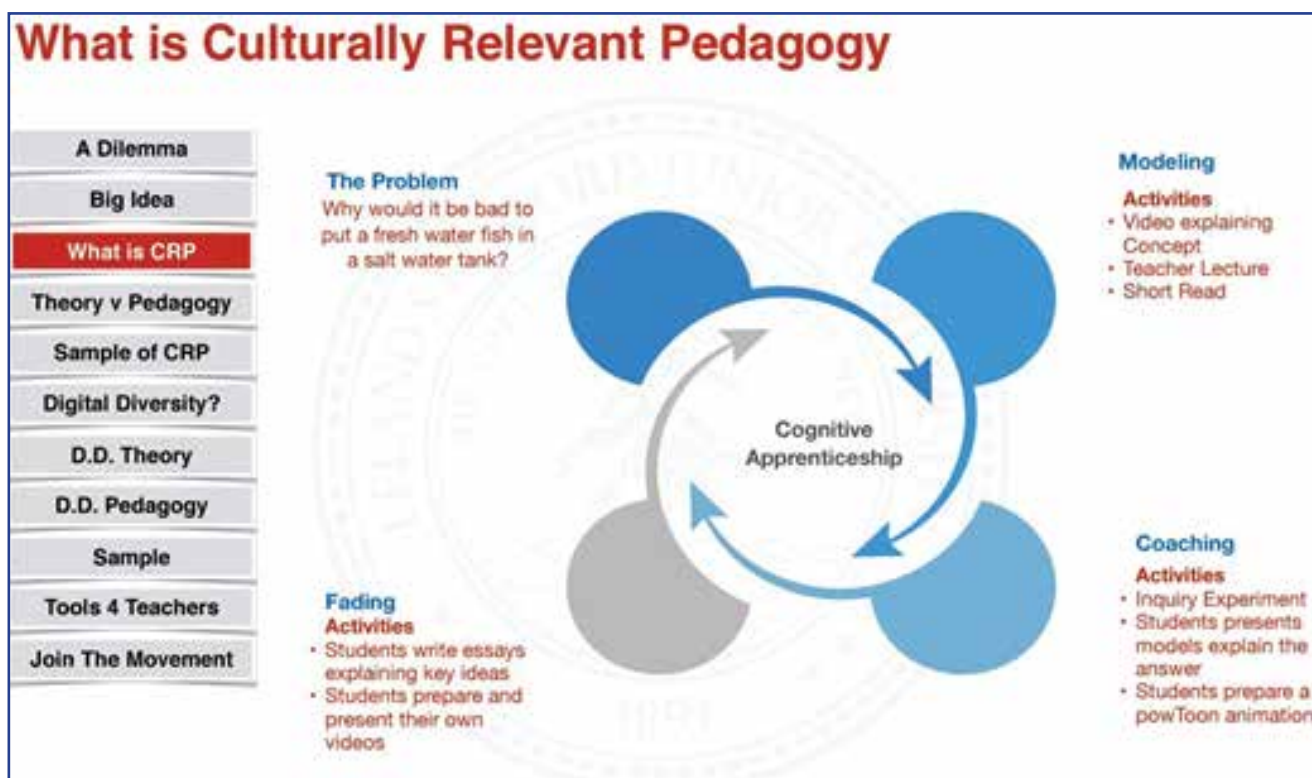 What is Culturally Relevant Pedagogy
A Dilemma
Big Idea
What is CRP
Theory v Pedagogy
Sample of CRP
Digital Diversity?
D.D. Theory
D.D. Pedagogy
Sample
Tools 4 Teachers
Join The Movement
The Problem
Why would it be bad to
put a fresh water fish in
a salt water tank?
Modeling
Activities
• Video explaining
Concept
• Teacher Lecture
• Short Read
Cognitive
Apprenticeship
Coaching
Activities
• Inquiry Experiment
• Students presents
models explain the
answer
• Students prepare a
powToon animation
Fading
Activities
• Students write essays
explaining key ideas
• Students prepare and
present their own
videos